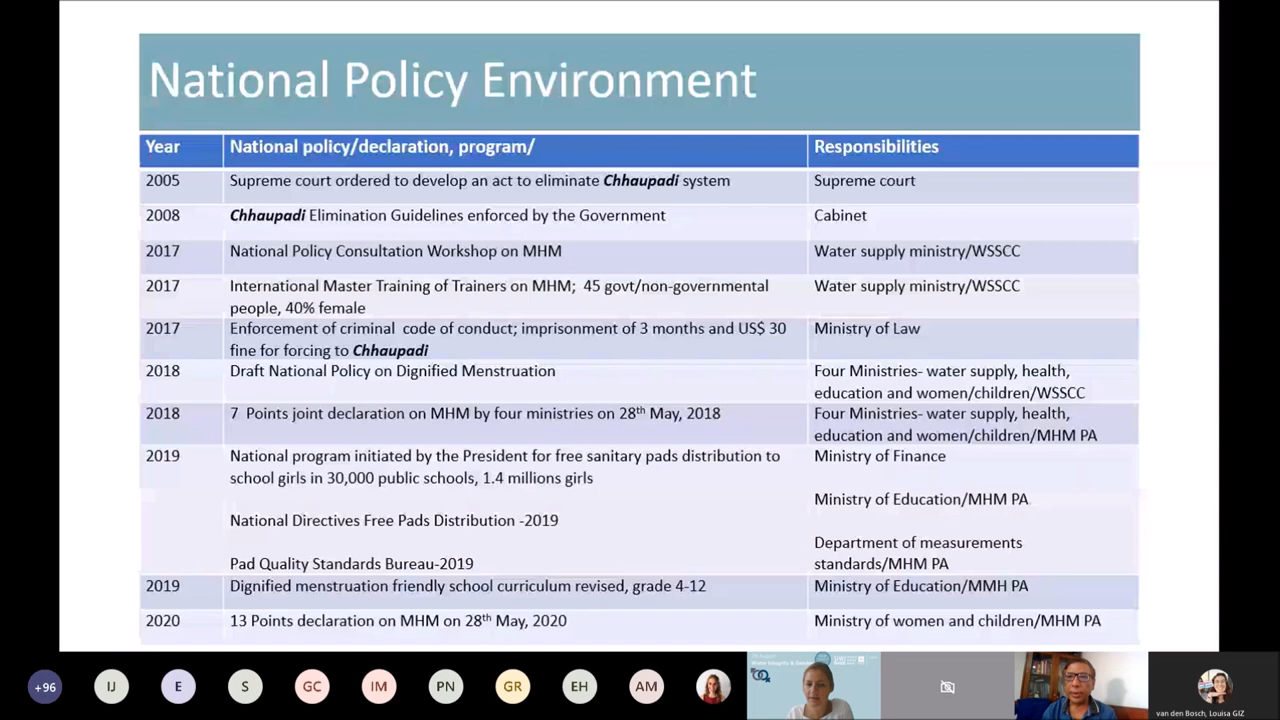 National Policy Environment
Year National policy/declaration, program/ Responsibilities
2005 Supreme court ordered to develop an act to eliminate Chhaupadi system Supreme court
2008 Chhaupadi Elimination Guidelines enforced by the Government Cabinet
2017 National Policy Consultation Workshop on MHM Water supply ministry/WSSCC
2017 International Master Training of Trainers on MHM; 45 govt/non-governmental Water supply ministry/WSSCC
people, 40% female
2017 Enforcement of criminal code of conduct; imprisonment of 3 months and US$ 30 Ministry of Law
fine for forcing to Chhaupadi
2018 Draft National Policy on Dignified Menstruation Four Ministries- water supply, health,
education and women/children/WSSCC
2018 7 Points joint declaration on MHM by four ministries on 28th May, 2018 Four Ministries- water supply, health,
education and women/children/MHM PA
2019 National program initiated by the President for free sanitary pads distribution to Ministry of Finance
school girls in 30,000 public schools, 1.4 millions girls
Ministry of Education/MHM PA
National Directives Free Pads Distribution -2019
Department of measurements
Pad Quality Standards Bureau-2019 standards/MHM PA
2019 Dignified menstruation friendly school curriculum revised, grade 4-12 Ministry of Education/MMH PA
2020 13 Points declaration on MHM on 28th May, 2020 Ministry of women and children/MHM PA
+96 IJ E S GC IM PN GR EH AM
van den Bosch, Louisa GIZ